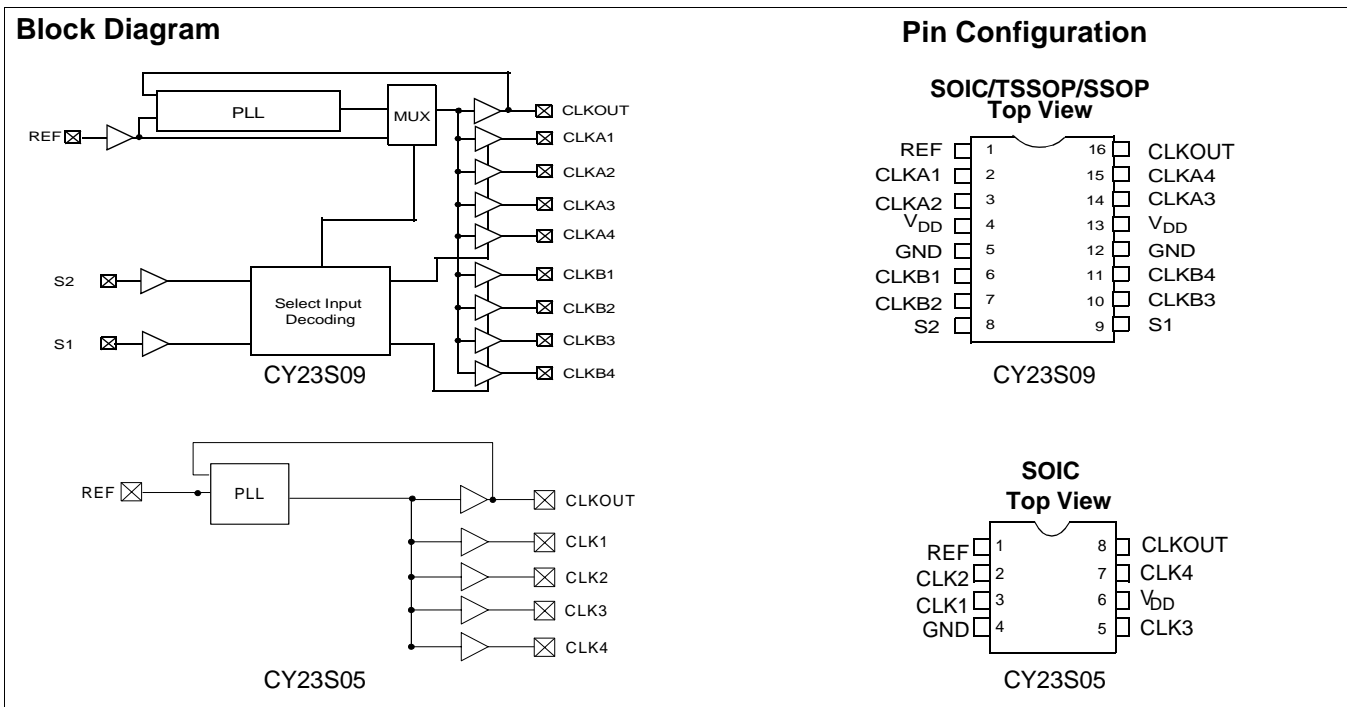 Block Diagram
PLL
MUX
REF
CLKOUT
CLKA1
CLKA2
CLKA3
CLKA4
S2
S1
Select Input
Decoding
CLKB1
CLKB2
CLKB3
CLKB4
CY23S09
REF
PLL
CLKOUT
CLK1
CLK2
CLK3
CLK4
CY23S05
Pin Configuration
SOIC/TSSOP/SSOP
Top View
REF 1 16 CLKOUT
CLKA1 2 15 CLKA4
CLKA2 3 14 CLKA3
VDD 4 13 VDD
GND 5 12 GND
CLKB1 6 11 CLKB4
CLKB2 7 10 CLKB3
S2 8 9 S1
CY23S09
SOIC
Top View
REF 1 8 CLKOUT
CLK2 2 7 CLK4
CLK1 3 6 VDD
GND 4 5 CLK3
CY23S05